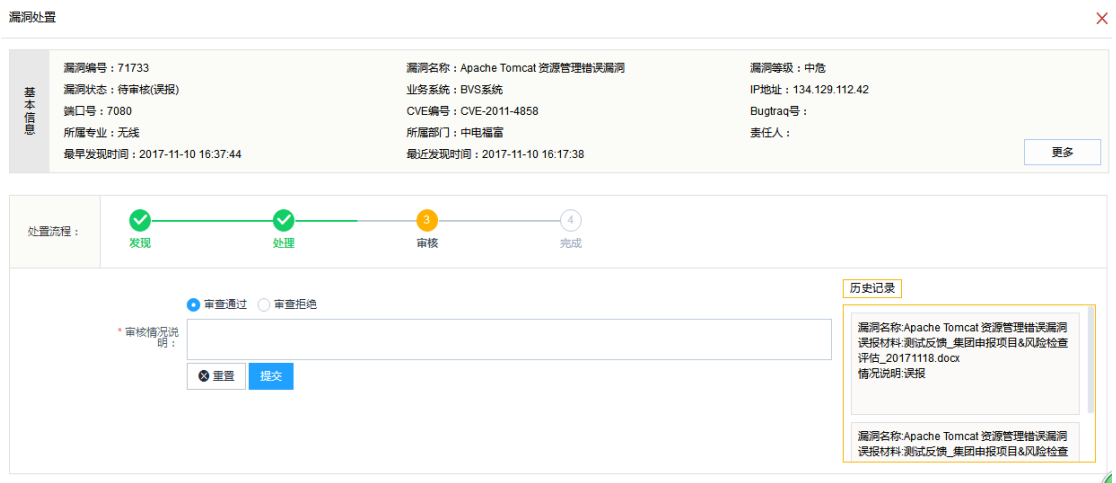 漏洞处置
基本信息
漏洞编号：71733
漏洞名称：Apache Tomcat 资源管理错误漏洞
漏洞等级：中危
漏洞状态：待审核(误报)
业务系统：BVS系统
IP地址：134.129.112.42
端口号：7080
CVE编号：CVE-2011-4858
Bugtraq号：
所属专业：无线
所属部门：中电福富
责任人：
最早发现时间：2017-11-10 16:37:44
最近发现时间：2017-11-10 16:17:38
更多
处置流程：
3
4
发现
处理
审核
完成
审查通过
审查拒绝
* 审核情况说
明：
重置
提交
历史记录
漏洞名称:Apache Tomcat 资源管理错误漏洞
误报材料:测试反馈_集团申报项目&风险检查
评估_20171118.docx
情况说明:误报
漏洞名称:Apache Tomcat 资源管理错误漏洞
误报材料:测试反馈_集团申报项目&风险检查